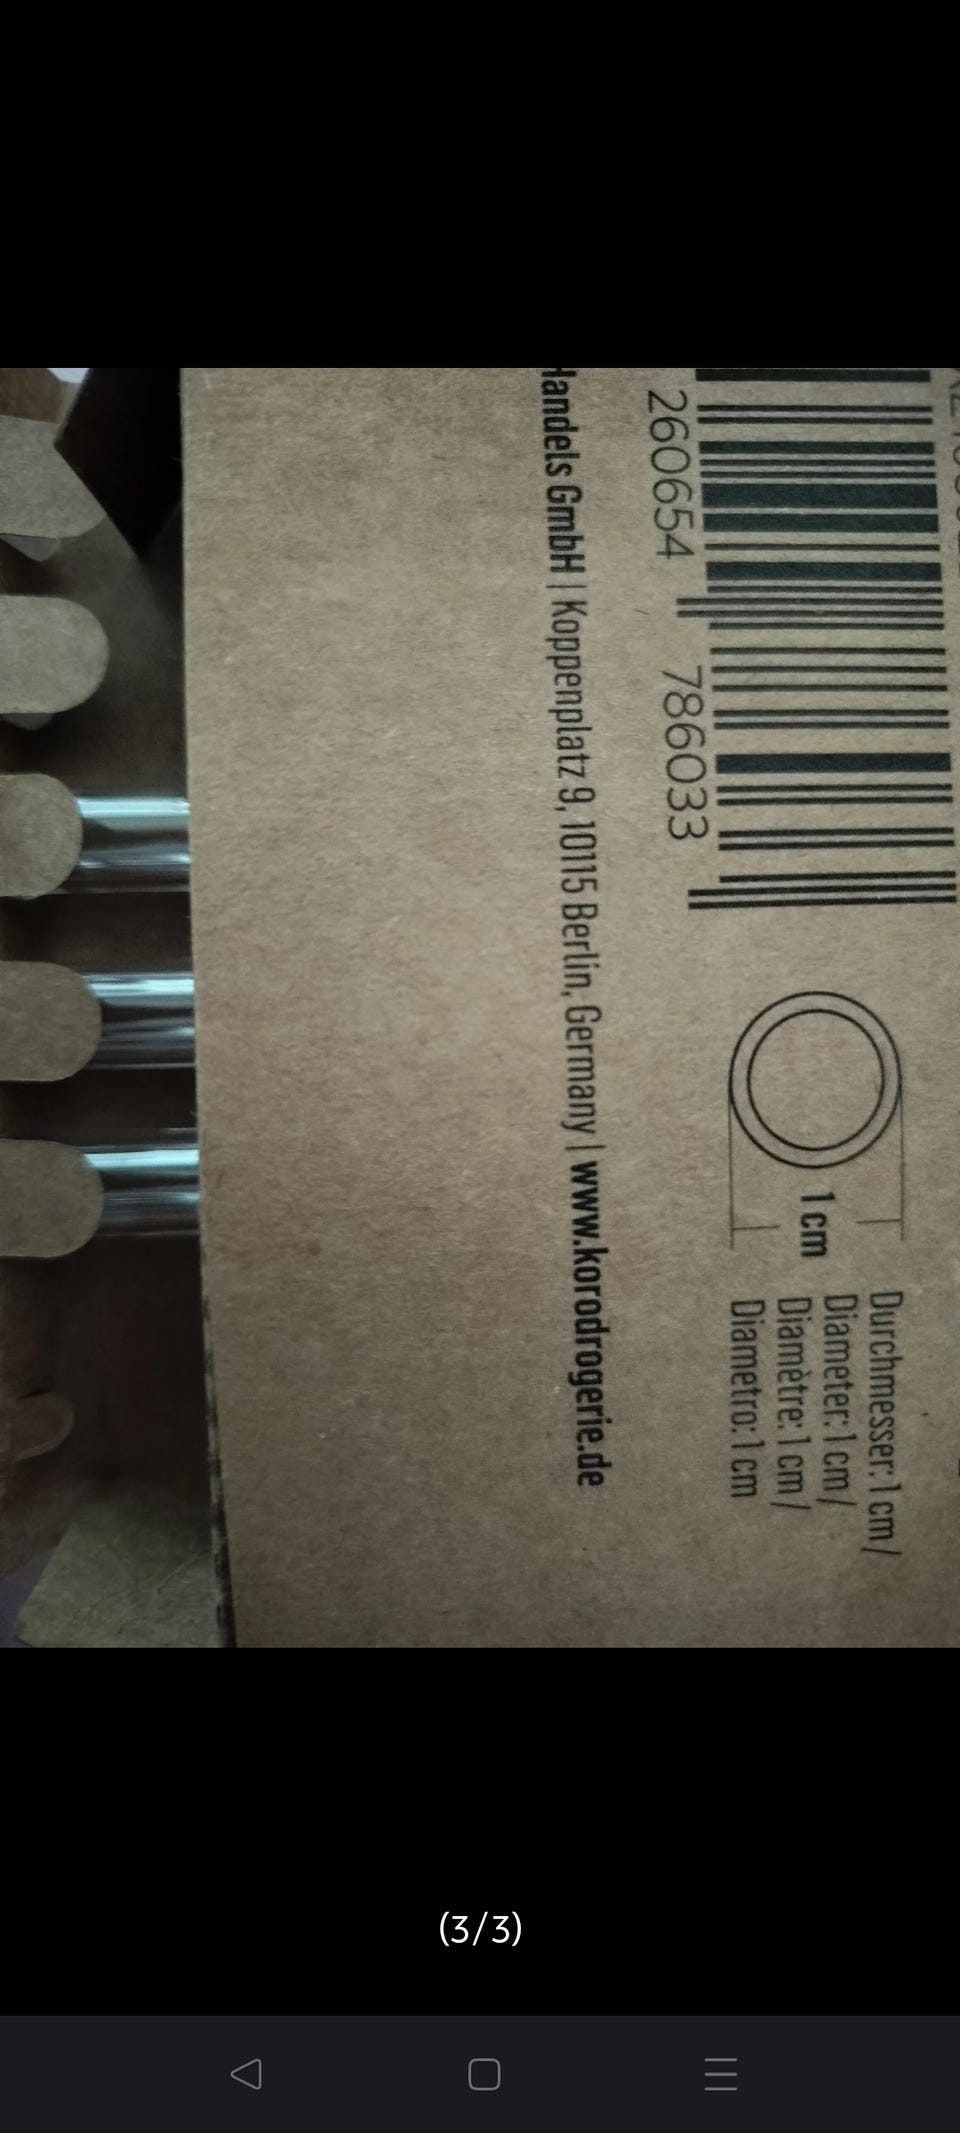 260654 786033
1 cm
Durchmesser: 1 cm /
Diameter: 1 cm /
Diamètre: 1 cm /
Diametro: 1 cm
Handels GmbH | Koppenplatz 9, 10115 Berlin, Germany | www.korodrogerie.de
(3/3)